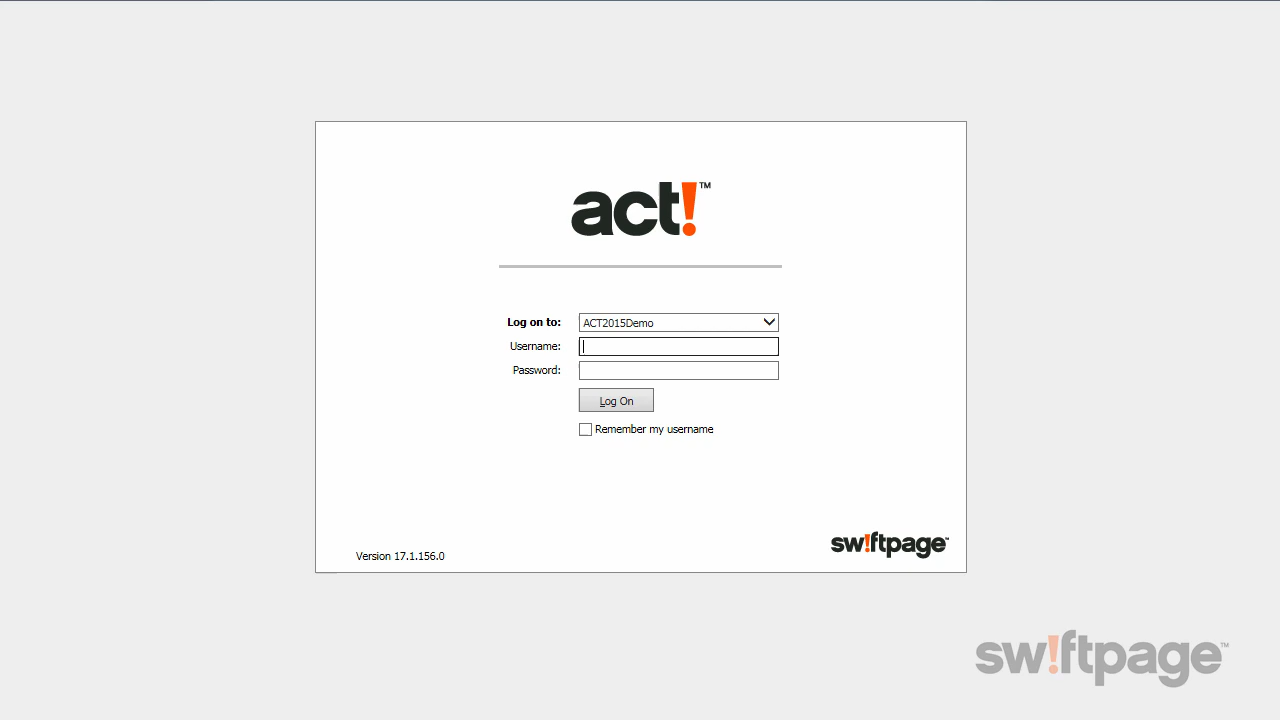 act!™
Log on to: ACT2015Demo
Username:
Password:
Log On
Remember my username
sw!ftpage™
Version 17.1.156.0
sw!ftpage™